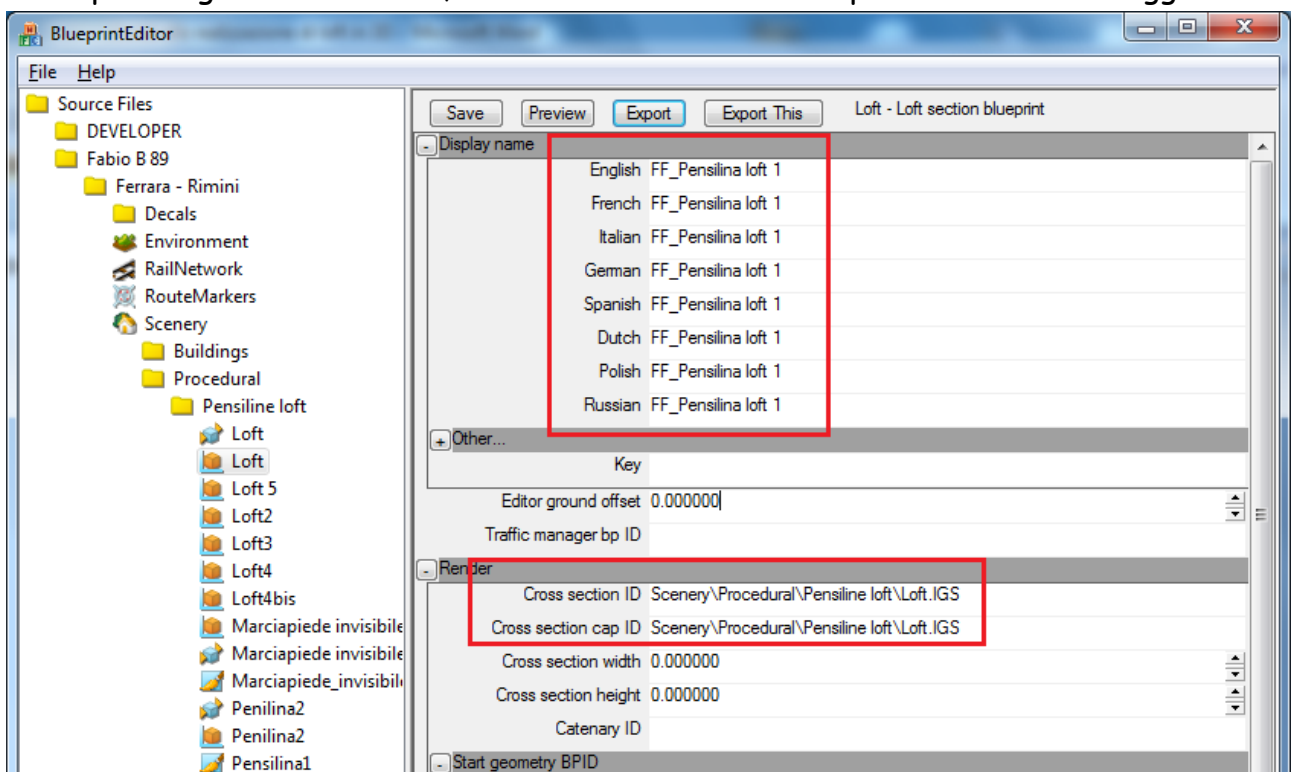 BlueprintEditor
File Help
Source Files
DEVELOPER
Fabio B 89
Ferrara - Rimini
Decals
Environment
RailNetwork
RouteMarkers
Scenery
Buildings
Procedural
Pensiline loft
Loft
Loft
Loft 5
Loft2
Loft3
Loft4
Loft4bis
Marciapiede invisibile
Marciapiede invisibile
Marciapiede_invisibil
Penilina2
Penilina2
Pensilina1
Save Preview Export Export This Loft - Loft section blueprint
Display name
English FF_Pensilina loft 1
French FF_Pensilina loft 1
Italian FF_Pensilina loft 1
German FF_Pensilina loft 1
Spanish FF_Pensilina loft 1
Dutch FF_Pensilina loft 1
Polish FF_Pensilina loft 1
Russian FF_Pensilina loft 1
Other...
Key
Editor ground offset 0.000000
Traffic manager bp ID
Render
Cross section ID Scenery\Procedural\Pensiline loft\Loft.IGS
Cross section cap ID Scenery\Procedural\Pensiline loft\Loft.IGS
Cross section width 0.000000
Cross section height 0.000000
Catenary ID
Start geometry BPID